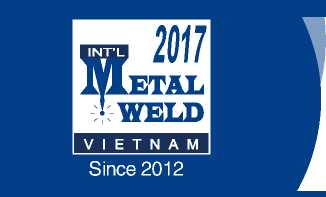 2017
INT'L
METAL
WELD
VIETNAM
Since 2012